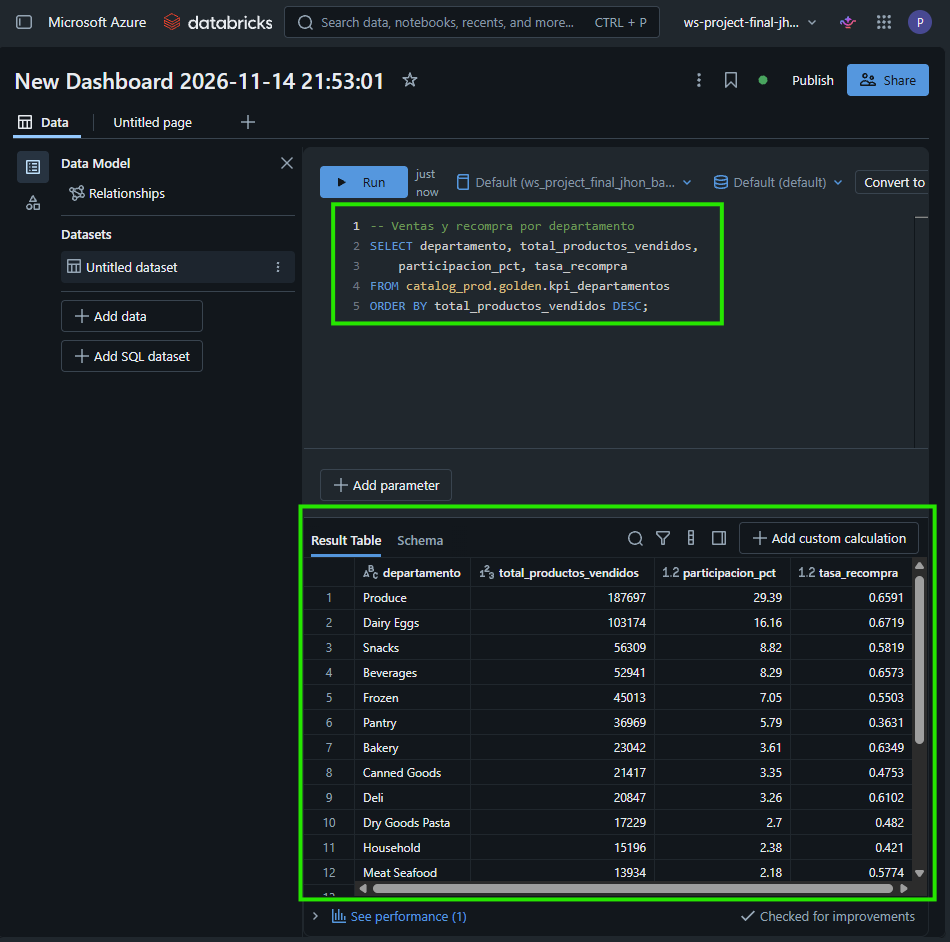 Microsoft Azure databricks Search data, notebooks, recents, and more... CTRL + P ws-project-final-jh... P
New Dashboard 2026-11-14 21:53:01 Publish Share
Data Untitled page
Data Model
Relationships
Datasets
Untitled dataset
Add data
Add SQL dataset
Run just now Default (ws_project_final_jhon_ba... Default (default) Convert to
1 -- Ventas y recompra por departamento
2 SELECT departamento, total_productos_vendidos,
3 participacion_pct, tasa_recompra
4 FROM catalog_prod.golden.kpi_departamentos
5 ORDER BY total_productos_vendidos DESC;
Add parameter
Result Table Schema Add custom calculation
ABC departamento 123 total_productos_vendidos 1.2 participacion_pct 1.2 tasa_recompra
1 Produce 187697 29.39 0.6591
2 Dairy Eggs 103174 16.16 0.6719
3 Snacks 56309 8.82 0.5819
4 Beverages 52941 8.29 0.6573
5 Frozen 45013 7.05 0.5503
6 Pantry 36969 5.79 0.3631
7 Bakery 23042 3.61 0.6349
8 Canned Goods 21417 3.35 0.4753
9 Deli 20847 3.26 0.6102
10 Dry Goods Pasta 17229 2.7 0.482
11 Household 15196 2.38 0.421
12 Meat Seafood 13934 2.18 0.5774
See performance (1) Checked for improvements